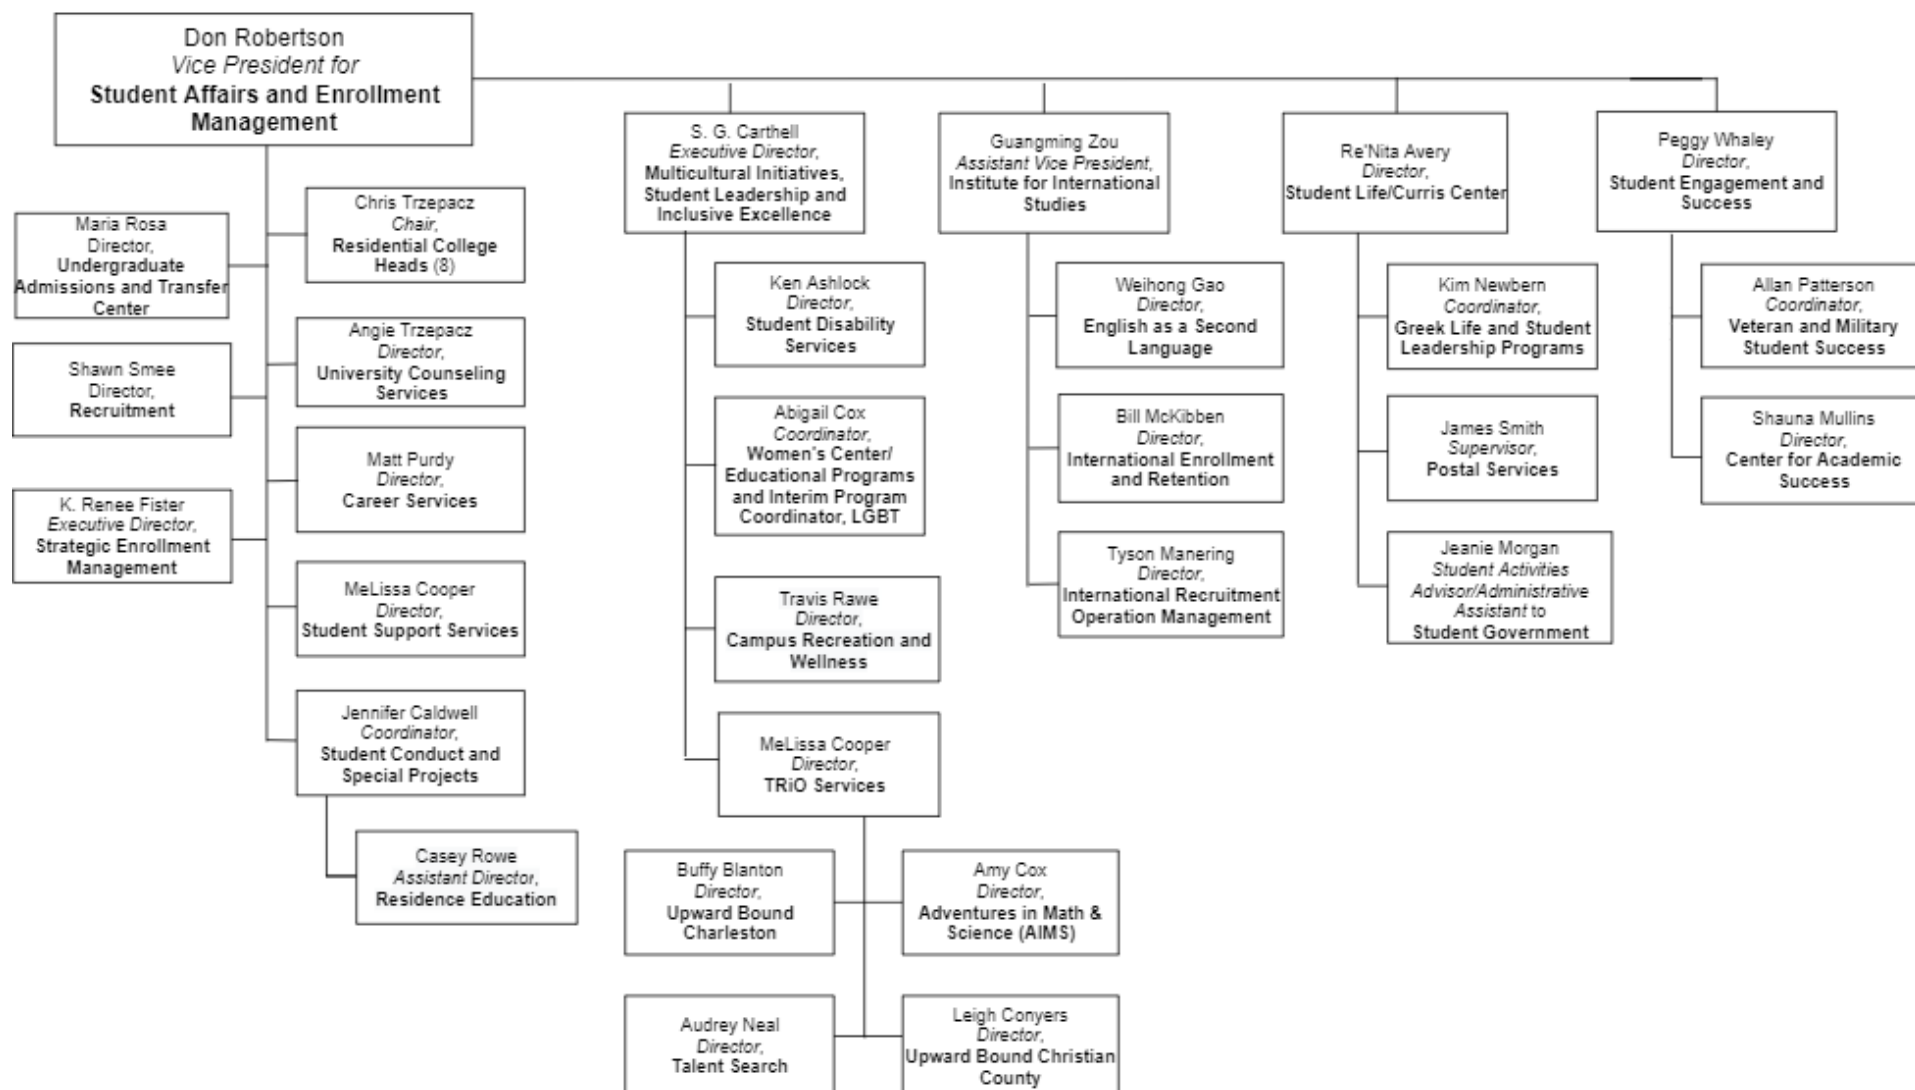 Don Robertson
Vice President for
Student Affairs and Enrollment
Management
Maria Rosa
Director,
Undergraduate
Admissions and Transfer
Center
Shawn Smee
Director,
Recruitment
K. Renee Fister
Executive Director,
Strategic Enrollment
Management
Chris Trzepacz
Chair,
Residential College
Heads (8)
Angie Trzepacz
Director,
University Counseling
Services
Matt Purdy
Director,
Career Services
MeLissa Cooper
Director,
Student Support Services
Jennifer Caldwell
Coordinator,
Student Conduct and
Special Projects
Casey Rowe
Assistant Director,
Residence Education
S. G. Carthell
Executive Director,
Multicultural Initiatives,
Student Leadership and
Inclusive Excellence
Ken Ashlock
Director,
Student Disability
Services
Abigail Cox
Coordinator,
Women's Center/
Educational Programs
and Interim Program
Coordinator, LGBT
Travis Rawe
Director,
Campus Recreation and
Wellness
MeLissa Cooper
Director,
TRiO Services
Buffy Blanton
Director,
Upward Bound
Charleston
Amy Cox
Director,
Adventures in Math &
Science (AIMS)
Audrey Neal
Director,
Talent Search
Leigh Conyers
Director,
Upward Bound Christian
County
Guangming Zou
Assistant Vice President,
Institute for International
Studies
Weihong Gao
Director,
English as a Second
Language
Bill McKibben
Director,
International Enrollment
and Retention
Tyson Manering
Director,
International Recruitment
Operation Management
Re'Nita Avery
Director,
Student Life/Curris Center
Kim Newbern
Coordinator,
Greek Life and Student
Leadership Programs
James Smith
Supervisor,
Postal Services
Jeanie Morgan
Student Activities
Advisor/Administrative
Assistant to
Student Government
Peggy Whaley
Director,
Student Engagement and
Success
Allan Patterson
Coordinator,
Veteran and Military
Student Success
Shauna Mullins
Director,
Center for Academic
Success